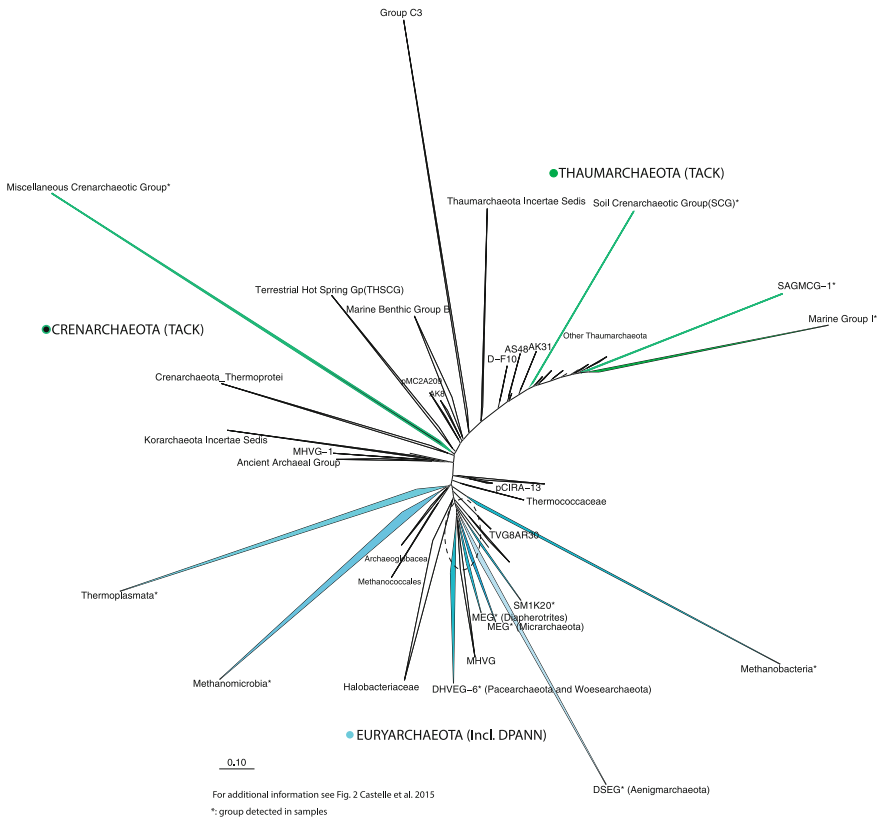 Group C3
THAUMARCHAEOTA (TACK)
Miscellaneous Crenarchaeotic Group*
Thaumarchaeota Incertae Sedis
Soil Crenarchaeotic Group(SCG)*
Terrestrial Hot Spring Gp(THSCG)
SAGMCG-1*
Marine Benthic Group B
Marine Group I*
CRENARCHAEOTA (TACK)
Other Thaumarchaeota
AS48
AK31
D-F10
Crenarchaeota_Thermoprotei
pMC2A209
AK8
Korarchaeota Incertae Sedis
MHVG-1
Ancient Archaeal Group
pCIRA-13
Thermococcaceae
TVG8AR30
Archaeoglobacea
Methanococcales
Thermoplasmata*
SM1K20*
MEG* (Diapherotrites)
MEG* (Micrarchaeota)
MHVG
Methanobacteria*
Methanomicrobia*
Halobacteriaceae
DHVEG-6* (Pacearchaeota and Woesearchaeota)
EURYARCHAEOTA (Incl. DPANN)
0.10
DSEG* (Aenigmarchaeota)
For additional information see Fig. 2 Castelle et al. 2015
*: group detected in samples